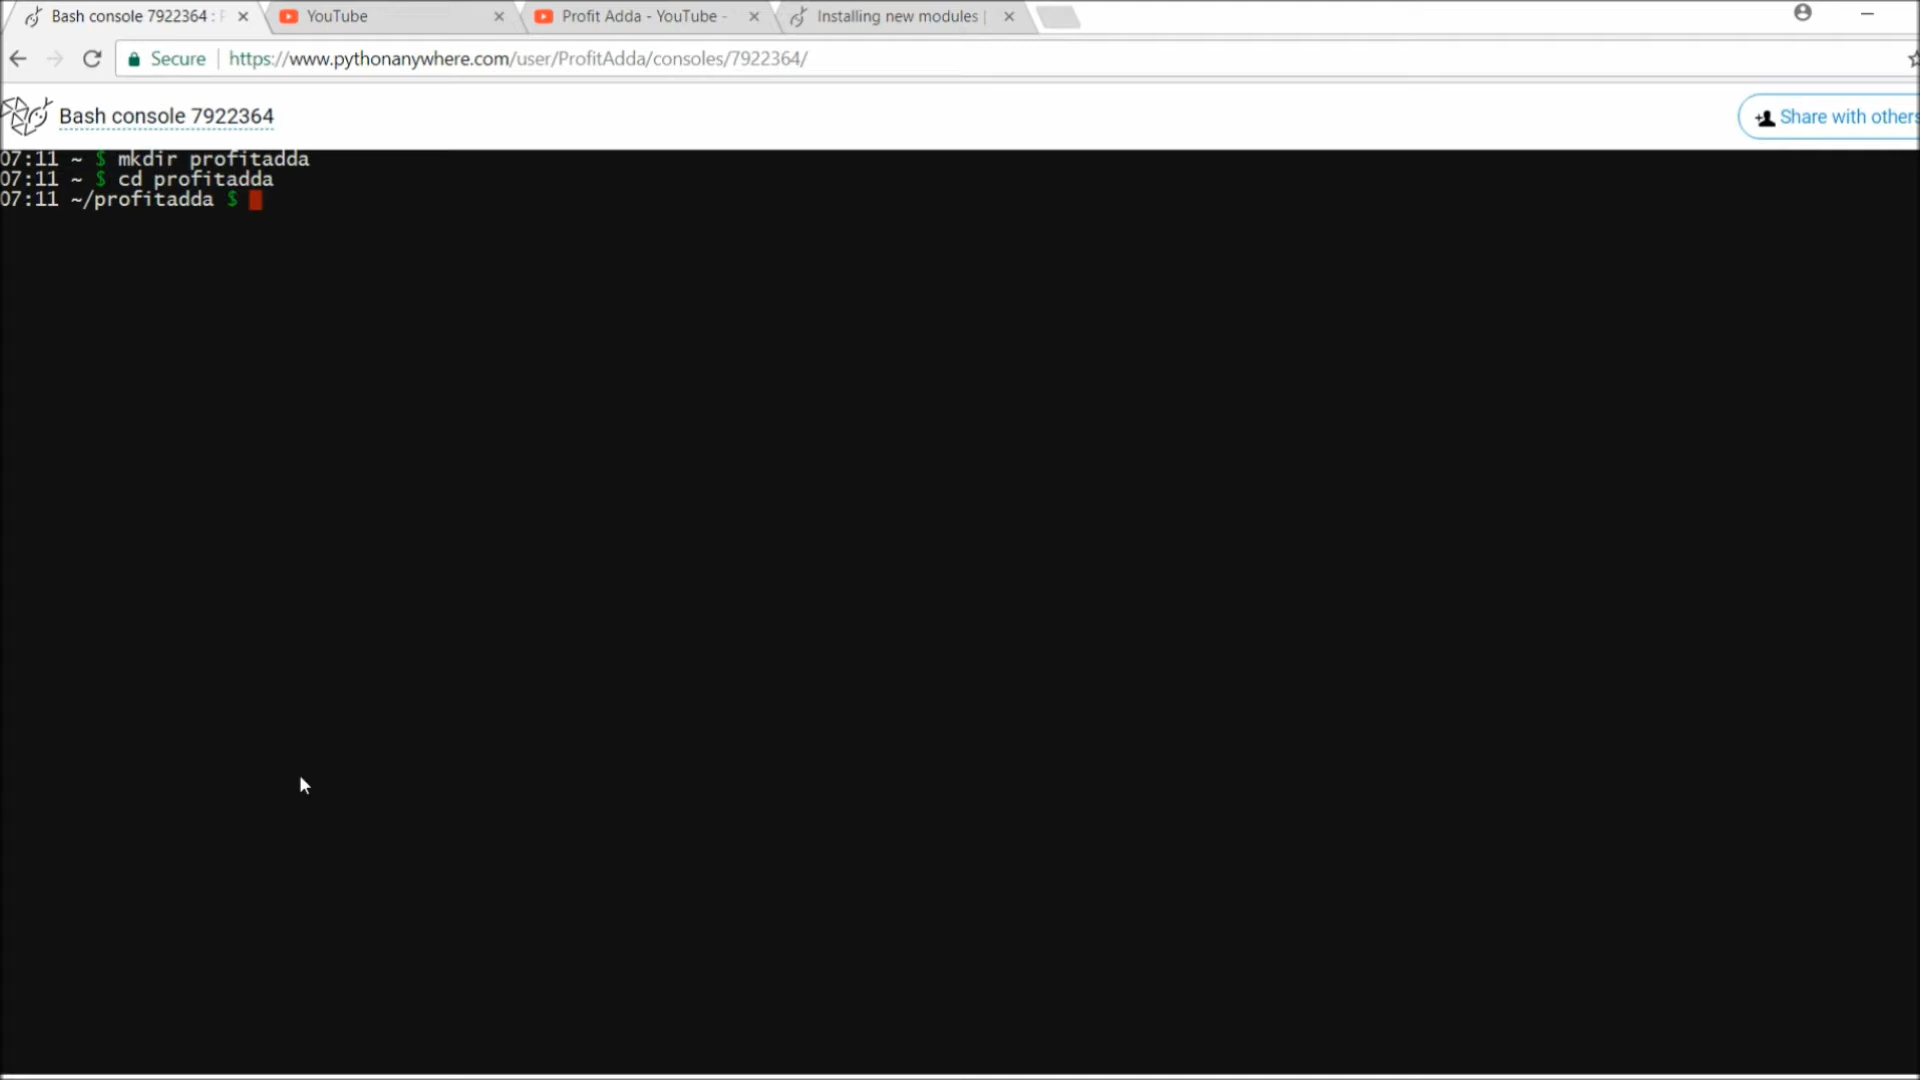 Bash console 7922364 :
YouTube
Profit Adda - YouTube -
Installing new modules |
Secure
https://www.pythonanywhere.com/user/ProfitAdda/consoles/7922364/
Bash console 7922364
Share with others
07:11 ~ $ mkdir profitadda
07:11 ~ $ cd profitadda
07:11 ~/profitadda $